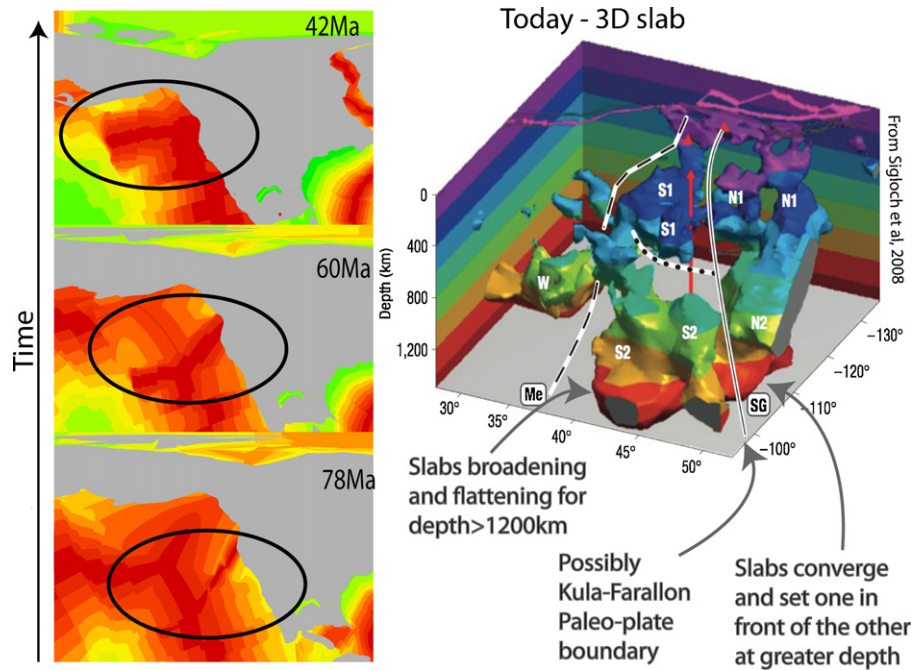 42Ma
60Ma
78Ma
Time
Today - 3D slab
From Sigloch et al, 2008
Depth (km)
0
400
800
1,200
S1
S1
N1
N1
W
S2
S2
N2
Me
SG
30°
35°
40°
45°
50°
–100°
–110°
–120°
–130°
Slabs broadening
and flattening for
depth>1200km
Possibly
Kula-Farallon
Paleo-plate
boundary
Slabs converge
and set one in
front of the other
at greater depth